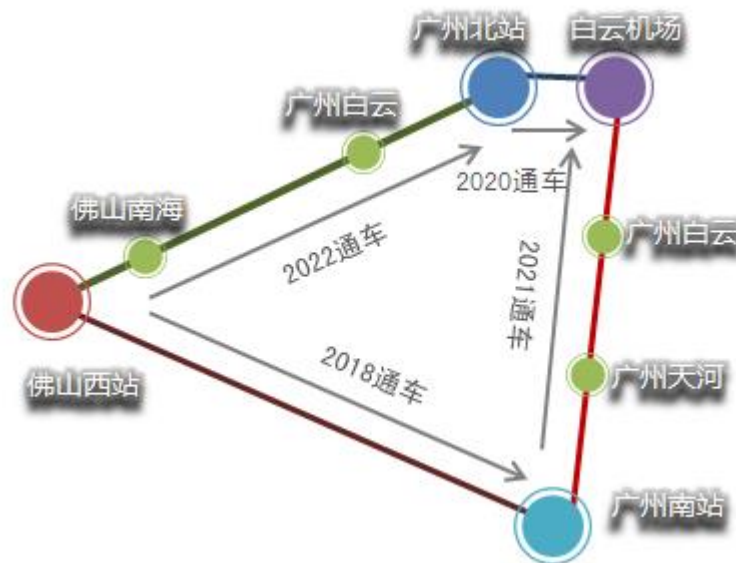 广州北站
白云机场
广州白云
2020通车
佛山南海
广州白云
2022通车
2021通车
2018通车
佛山西站
广州天河
广州南站